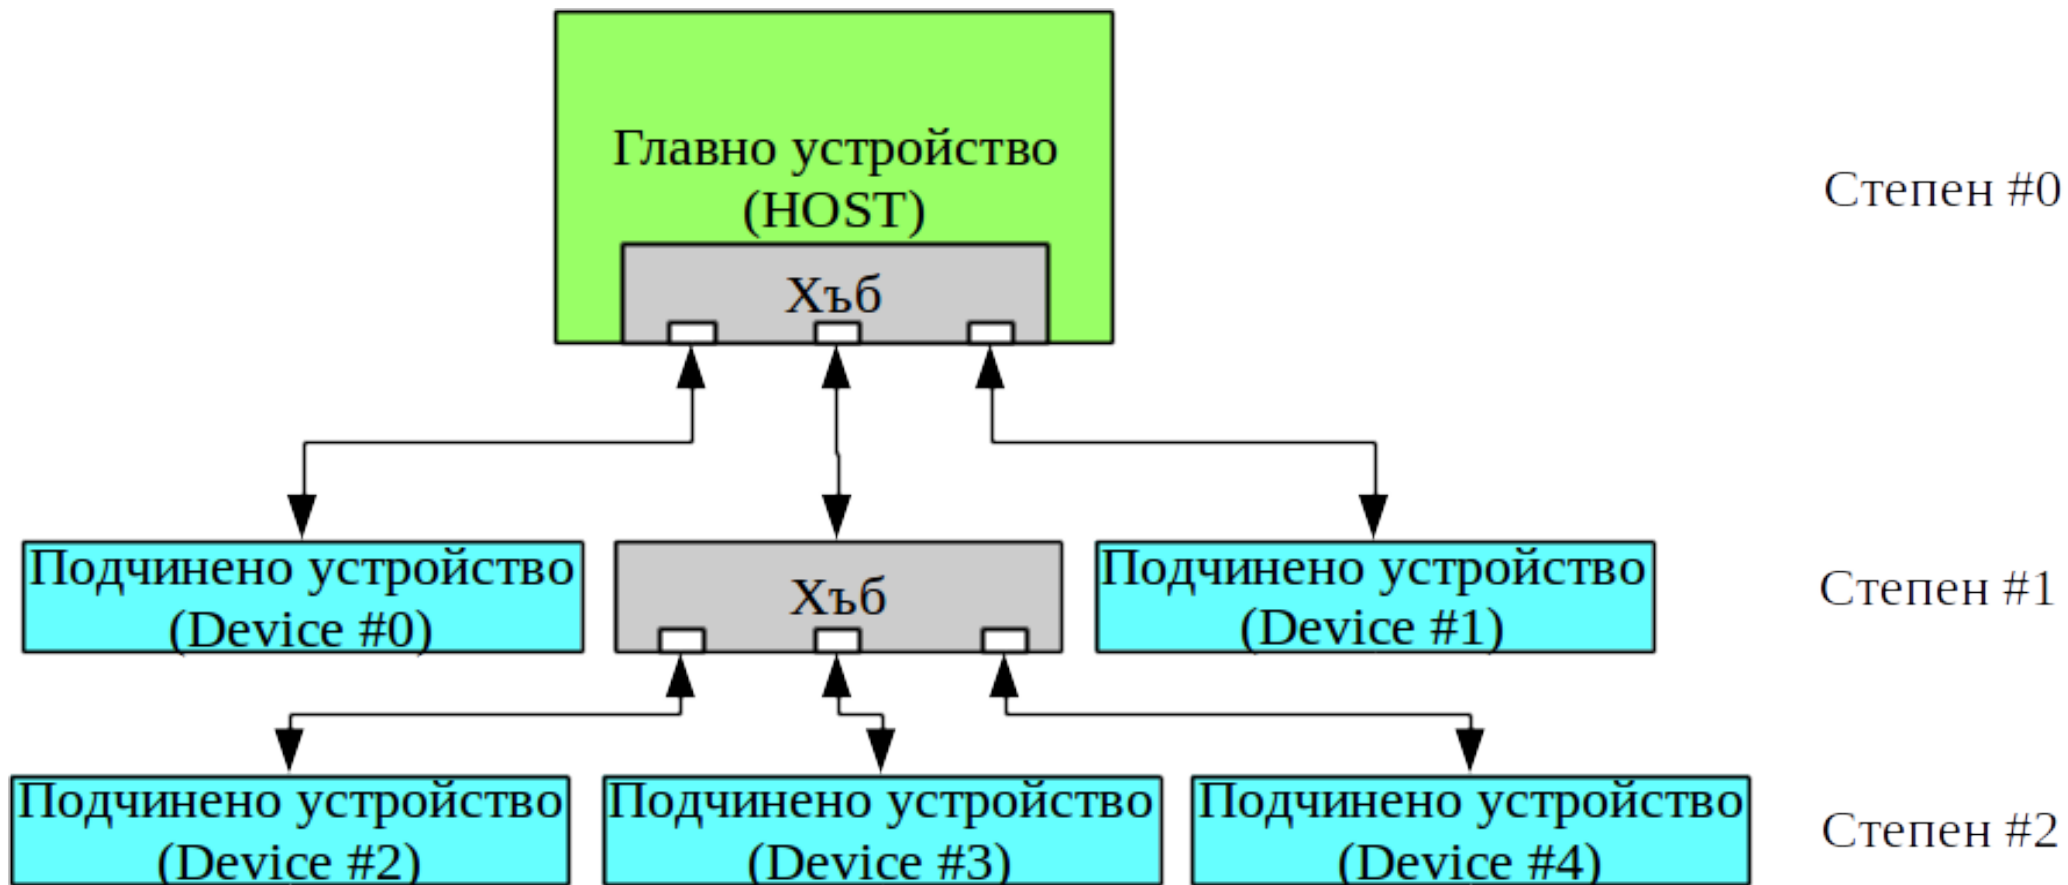 Главно устройство
(HOST)
Хъб
Степен #0
Подчинено устройство
(Device #0)
Хъб
Подчинено устройство
(Device #1)
Степен #1
Подчинено устройство
(Device #2)
Подчинено устройство
(Device #3)
Подчинено устройство
(Device #4)
Степен #2